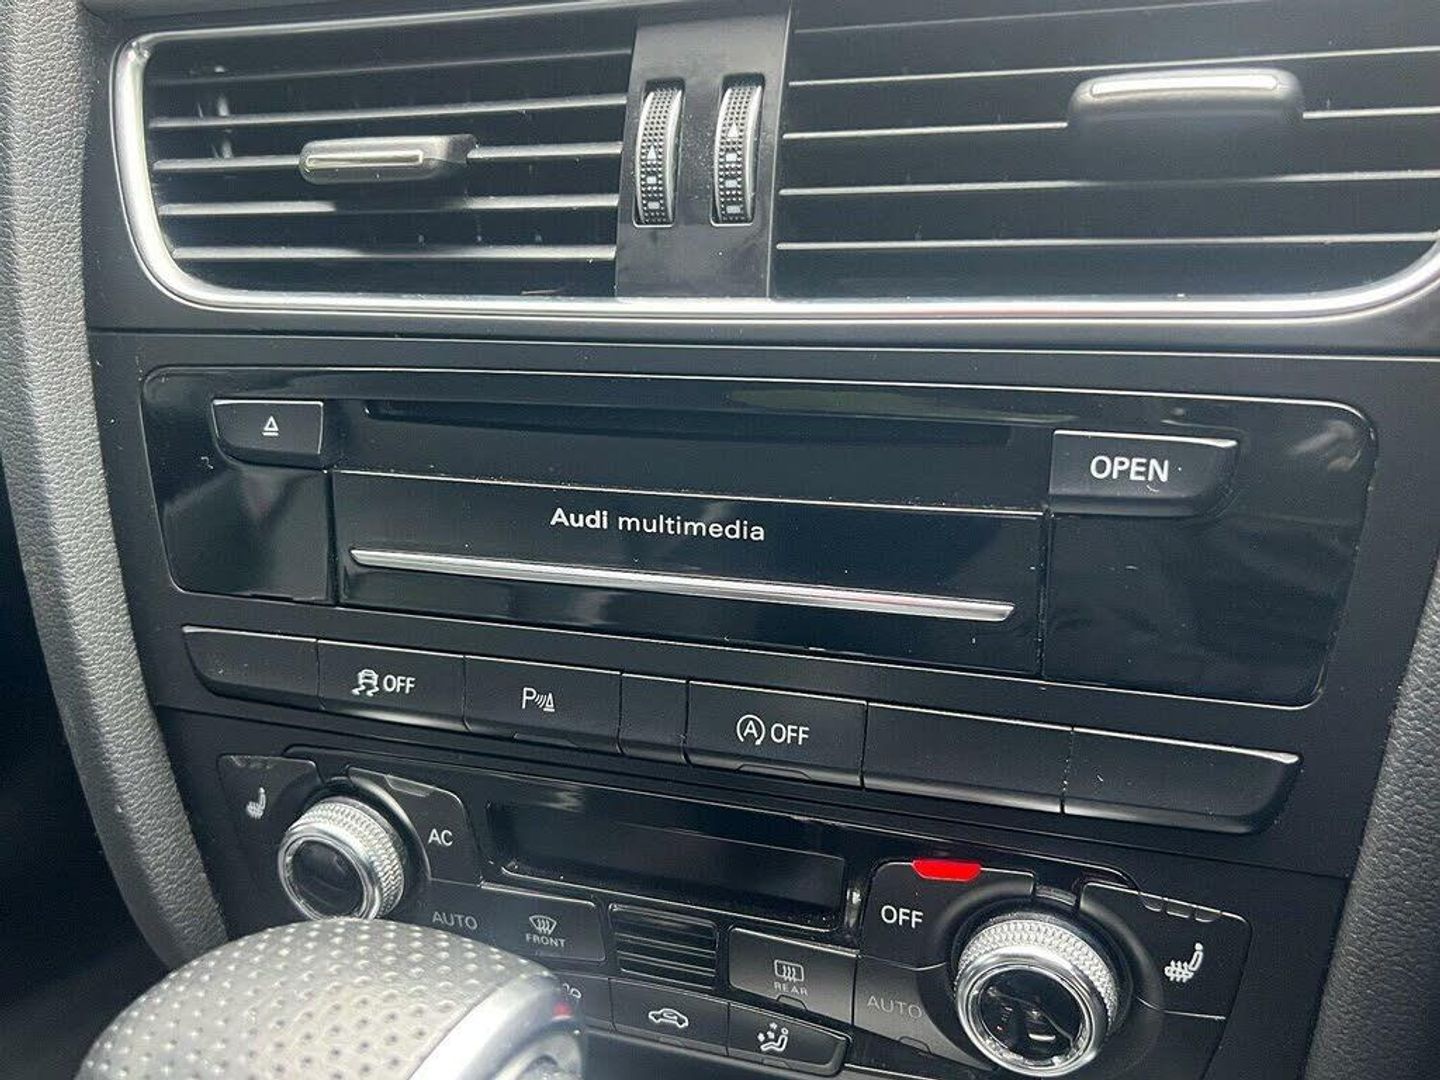 OPEN
Audi multimedia
OFF
P
A OFF
AC
OFF
AUTO
FRONT
REAR
AUTO